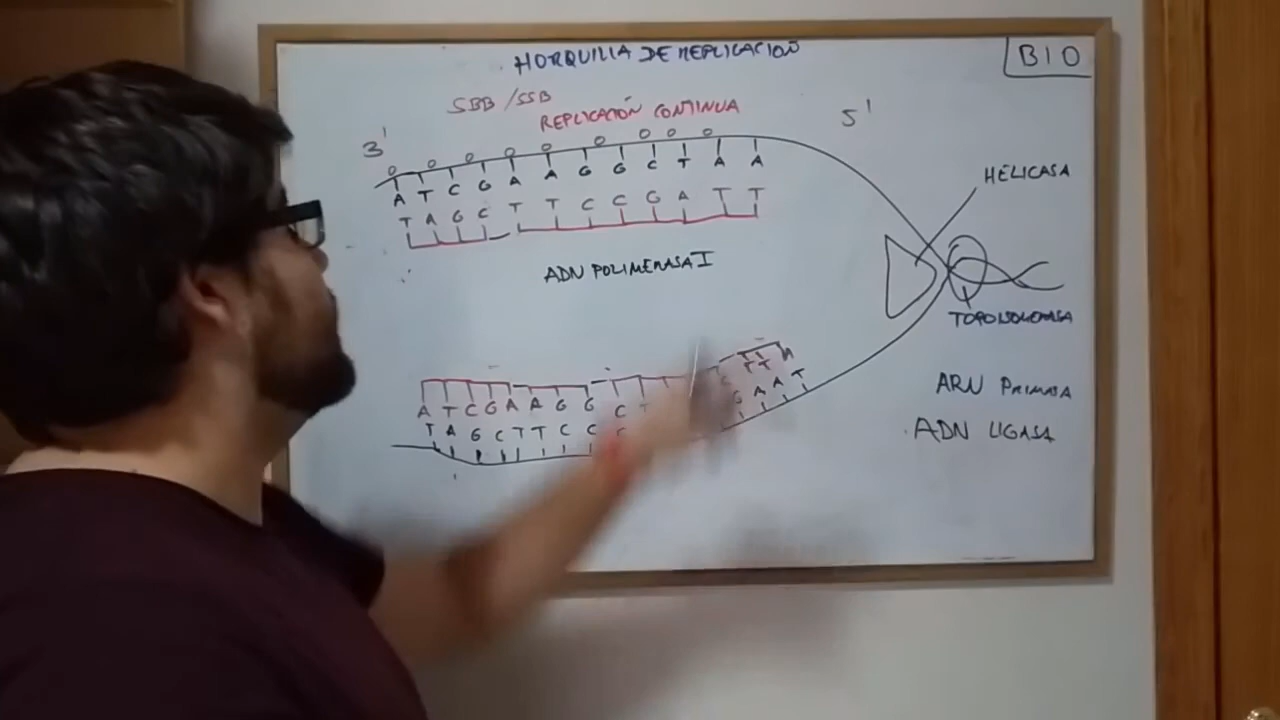 HORQUILLA DE REPLICACIÓN
BIO
SBB / SSB
REPLICACIÓN CONTINUA
3'
5'
A T C G A A G G C T A A
T A G C T T C C G A T T
HELICASA
ADN POLIMERASA I
TOPOISOMERASA
ARN PRIMASA
ADN LIGASA
T T A
A T C G A A G G C T
G A A T
T A G C T T C C